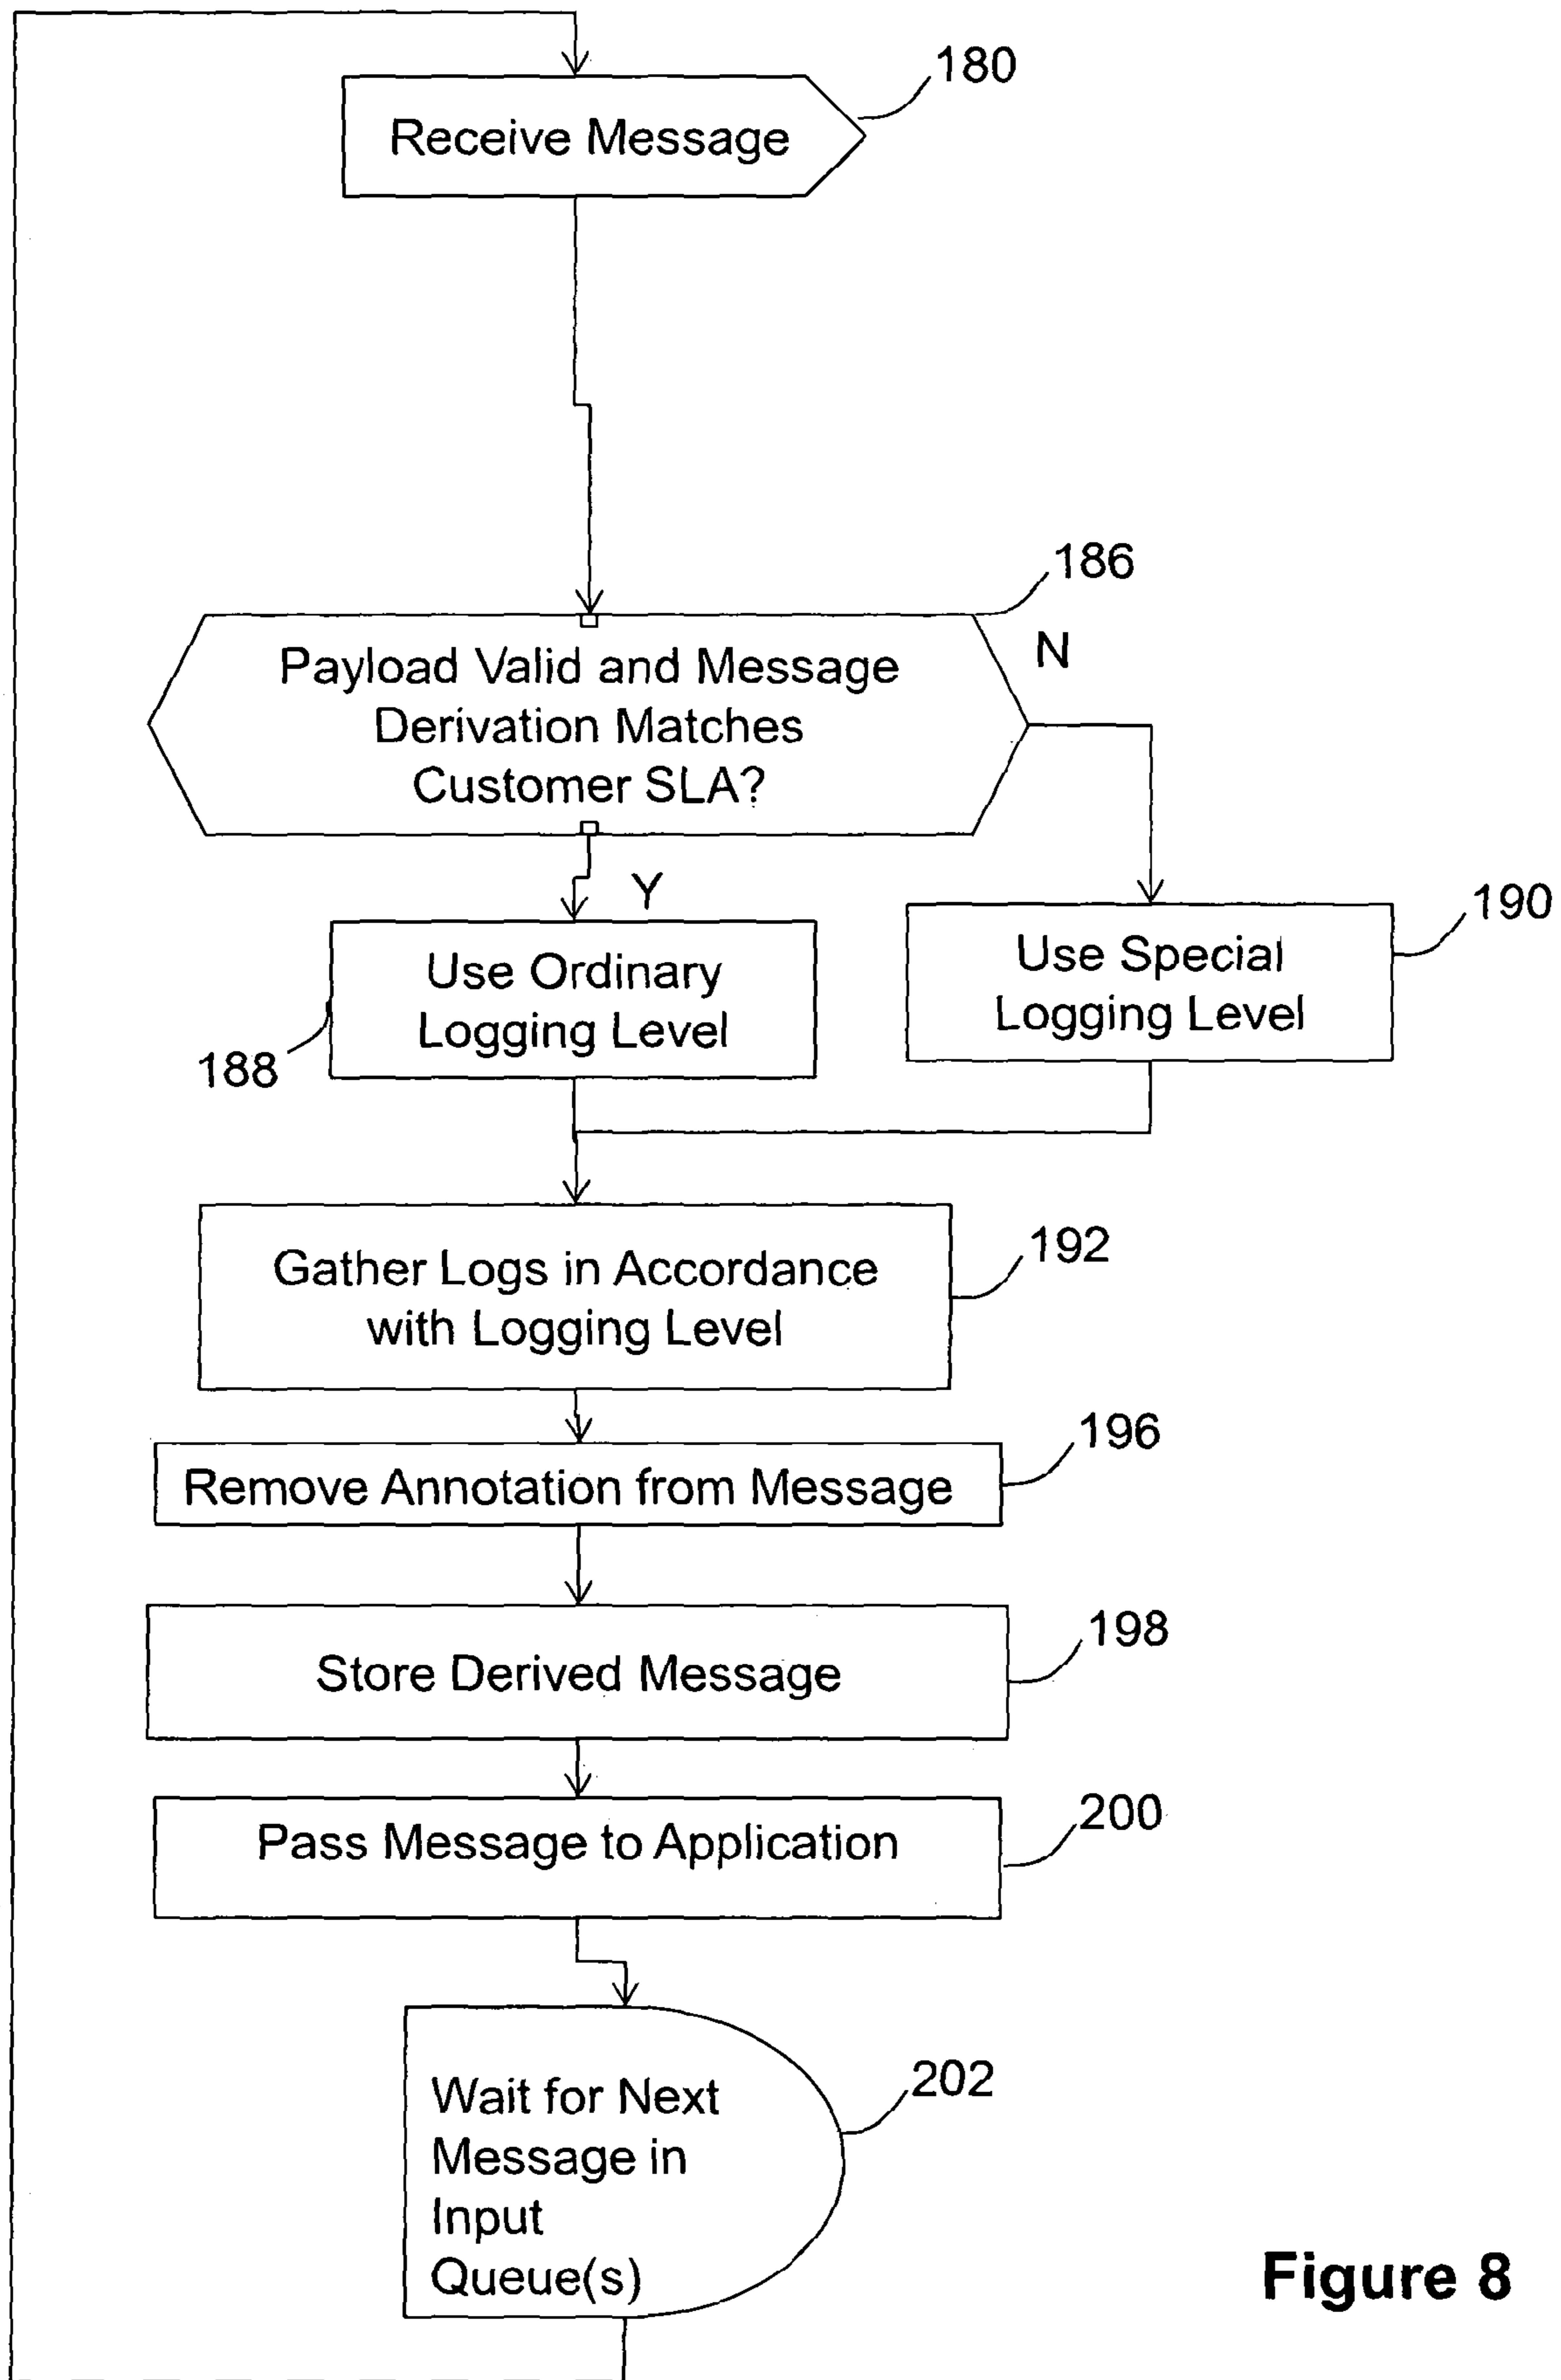 180
Receive Message
186
Payload Valid and Message
Derivation Matches
Customer SLA?
N
Y
190
Use Special
Logging Level
Use Ordinary
Logging Level
188
192
Gather Logs in Accordance
with Logging Level
196
Remove Annotation from Message
198
Store Derived Message
200
Pass Message to Application
202
Wait for Next
Message in
Input
Queue(s)
Figure 8